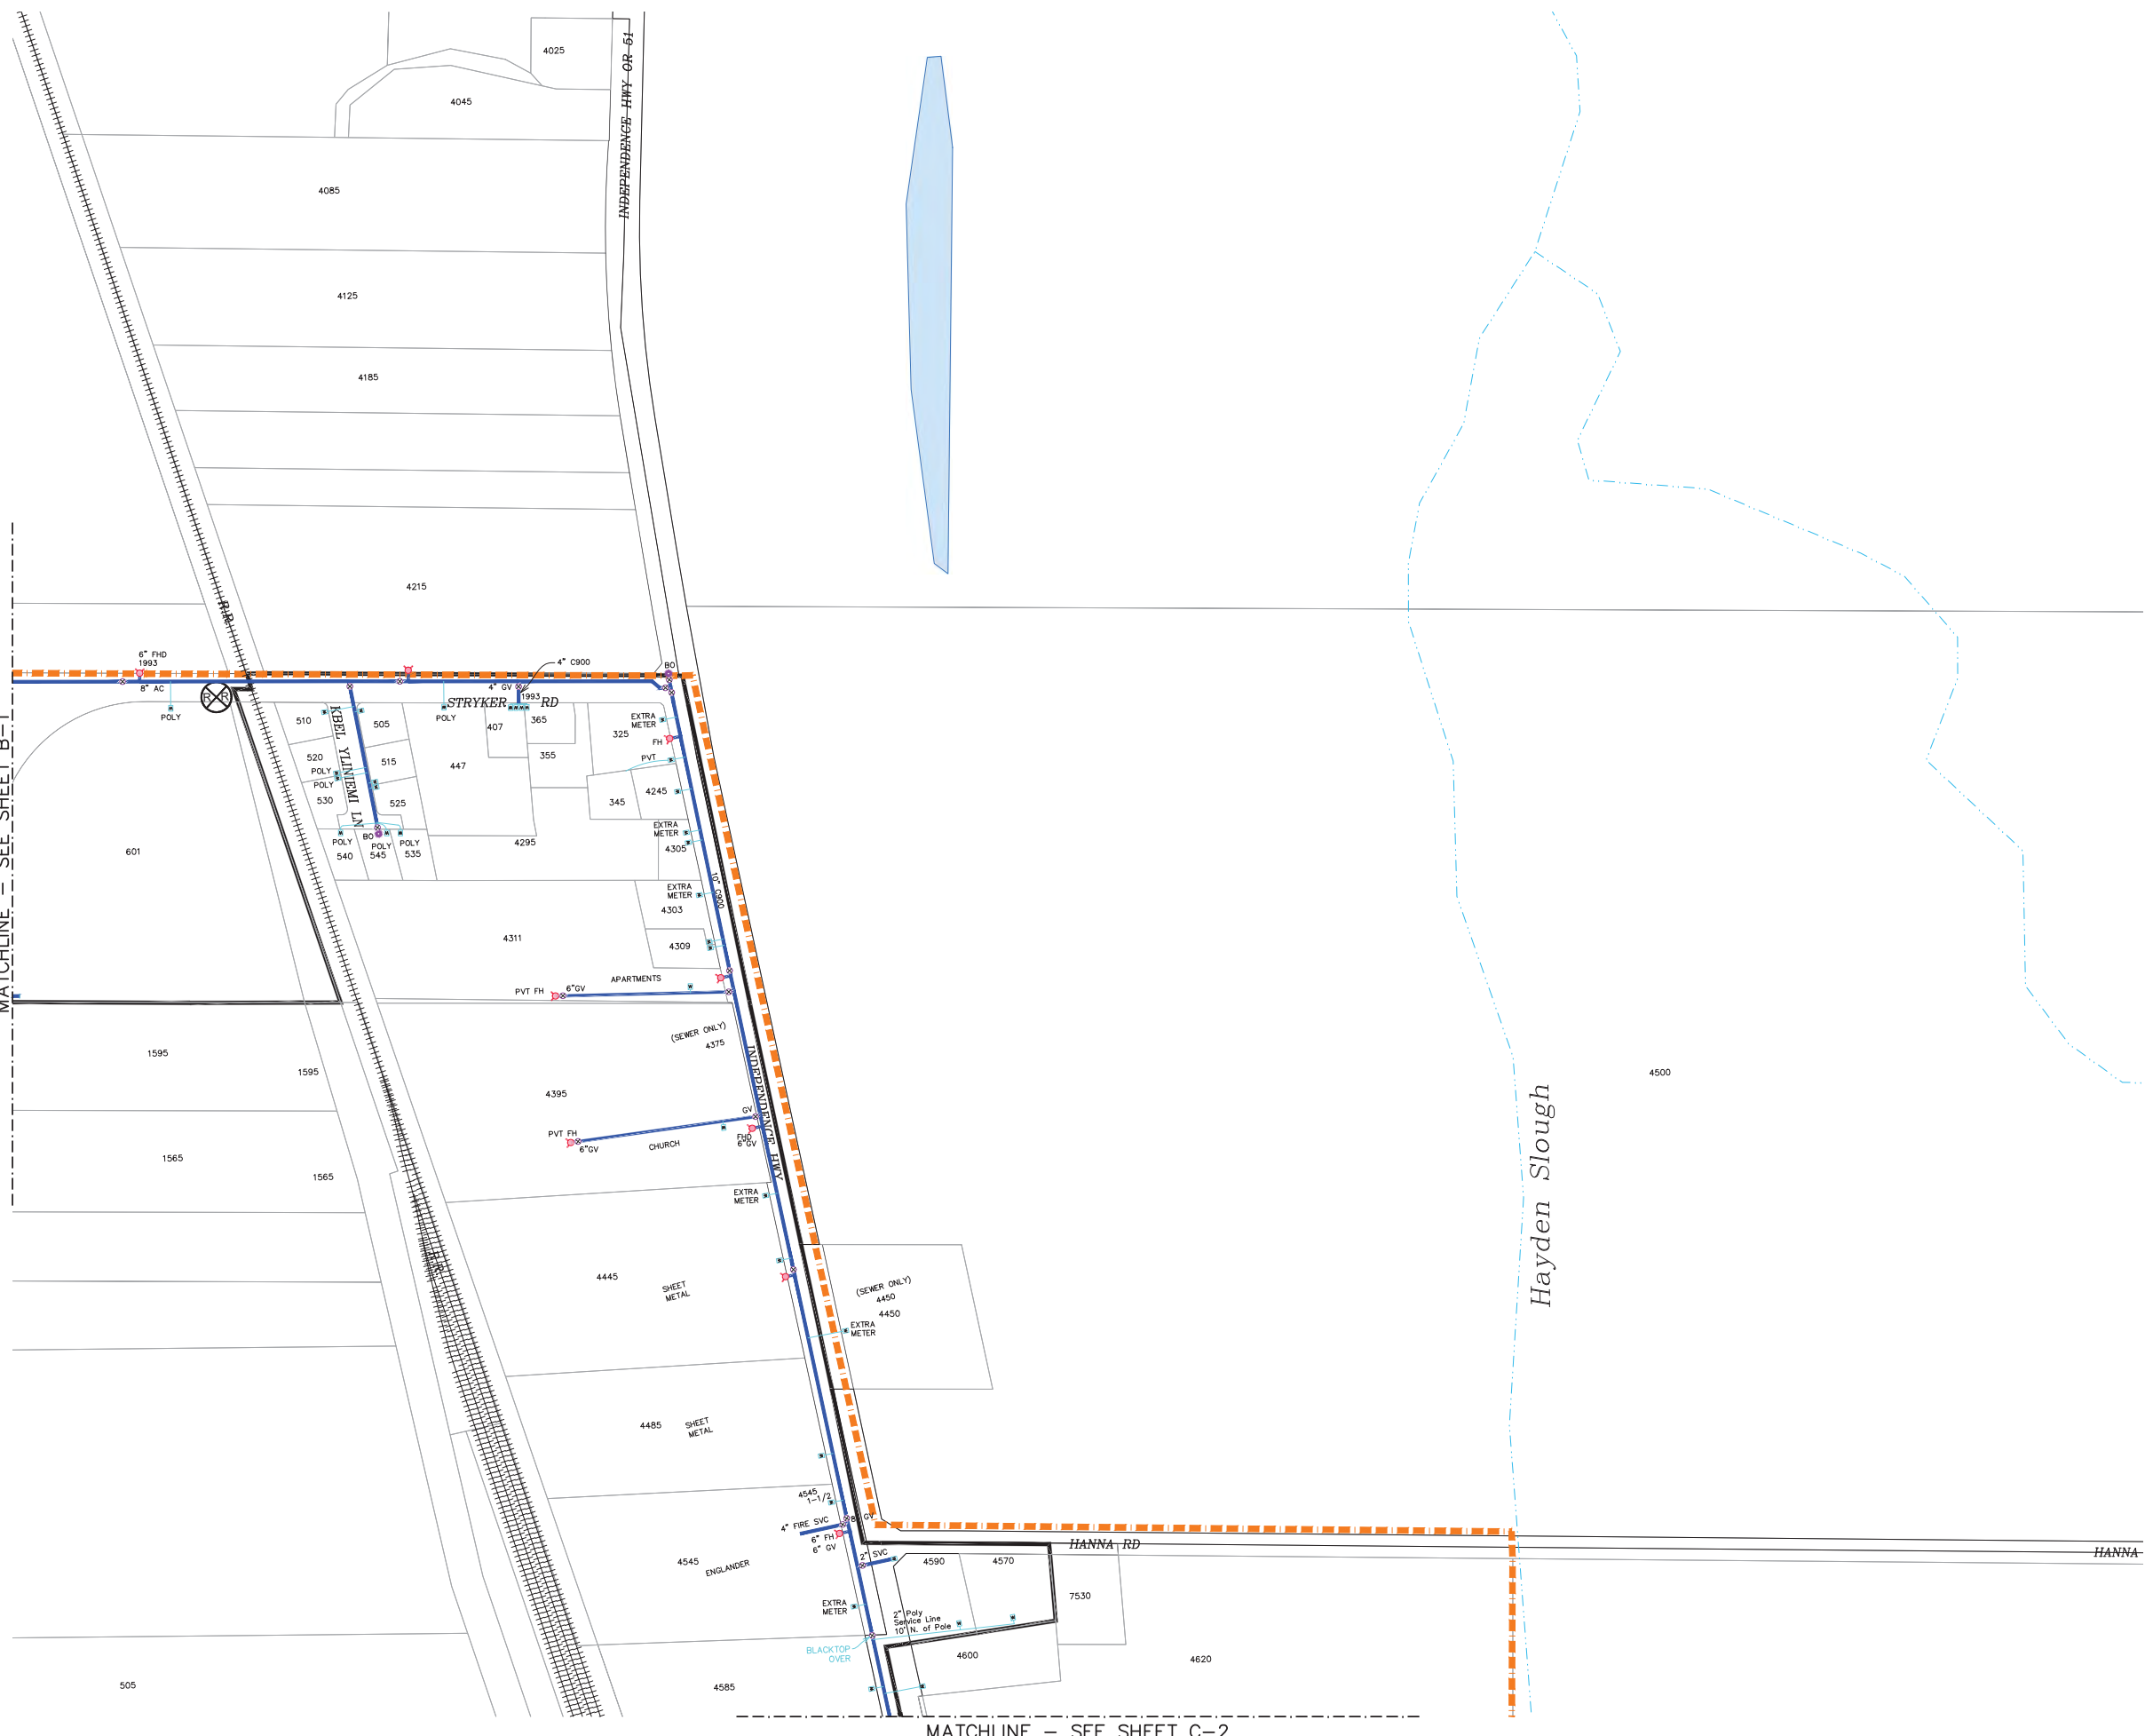 4025
INDEPENDENCE HWY OR 51
4045
4085
4125
4185
4215
R.R.
6" FHD
1993
8" AC
POLY
R R
4" C900
4" GV
1993
BO
STRYKER RD
POLY
510
505
KBEL YLINIEMI LN
520
515
POLY
POLY
530
525
BO
POLY
POLY
POLY
540
545
535
407
365
355
447
325
EXTRA
METER
FH
PVT
345
4245
EXTRA
METER
4295
4305
10" C900
EXTRA
METER
4303
4311
4309
APARTMENTS
PVT FH
6"GV
601
MATCHLINE - SEE SHEET B-1
(SEWER ONLY)
4375
INDEPENDENCE HWY
1595
1595
4395
GV
PVT FH
6"GV
CHURCH
FHD
6"GV
1565
1565
EXTRA
METER
4445
SHEET
METAL
(SEWER ONLY)
4450
4450
EXTRA
METER
4500
Hayden Slough
4485
SHEET
METAL
4545
1-1/2
4" FIRE SVC
6" FH
6" GV
2" SVC
HANNA RD
HANNA
4545
ENGLANDER
4590
4570
7530
EXTRA
METER
2" Poly
Service Line
10' N. of Pole
BLACKTOP
OVER
4600
4620
505
4585
MATCHLINE - SEE SHEET C-2